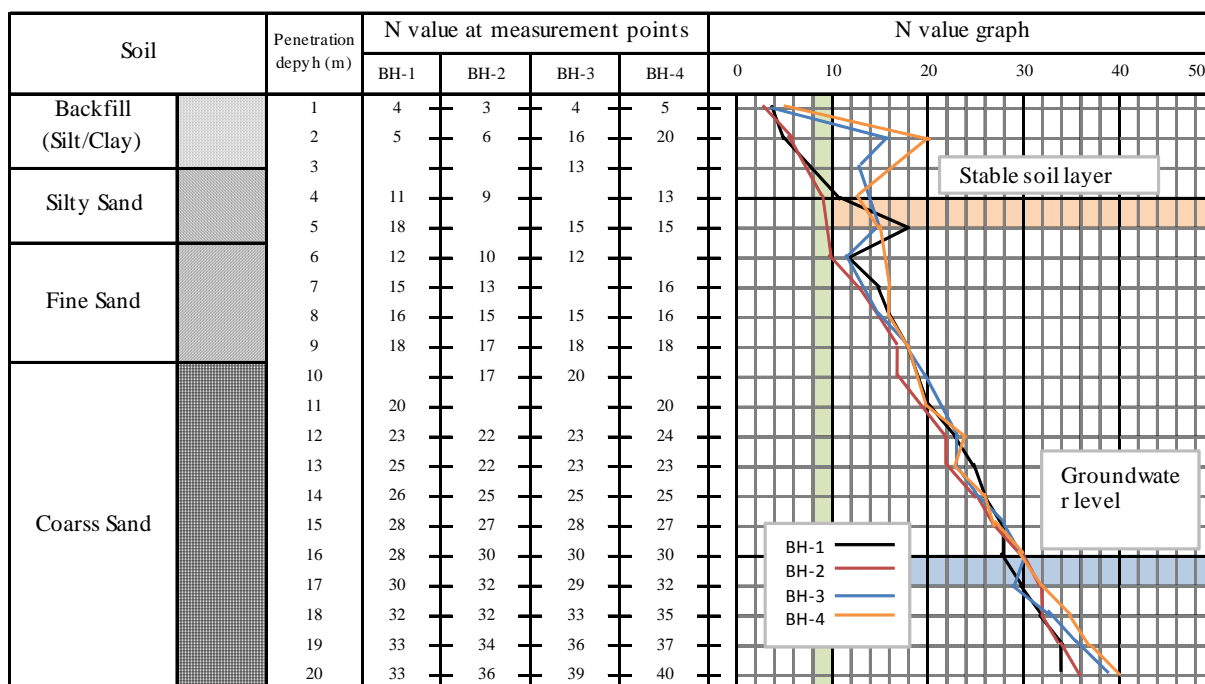 Soil
Penetration
depyh (m)
N value at measurement points
N value graph
BH-1 BH-2 BH-3 BH-4
0 10 20 30 40 50
Backfill
(Silt/Clay)
1 4 3 4 5
2 5 6 16 20
3 13
Stable soil layer
Silty Sand
4 11 9 13
5 18 15 15
6 12 10 12
Fine Sand
7 15 13 16
8 16 15 15 16
9 18 17 18 18
10 17 20
11 20 20
12 23 22 23 24
13 25 22 23 23
Groundwate
r level
14 26 25 25 25
Coarss Sand
15 28 27 28 27
16 28 30 30 30
17 30 32 29 32
18 32 32 33 35
19 33 34 36 37
20 33 36 39 40
BH-1
BH-2
BH-3
BH-4